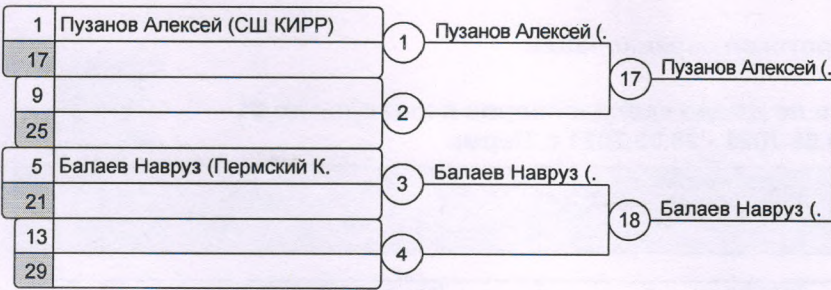 1 Пузанов Алексей (СШ КИРР)
17
1 Пузанов Алексей (.
17 Пузанов Алексей (.
9
25
2
5 Балаев Навруз (Пермский К.
21
3 Балаев Навруз (.
18 Балаев Навруз (.
13
29
4